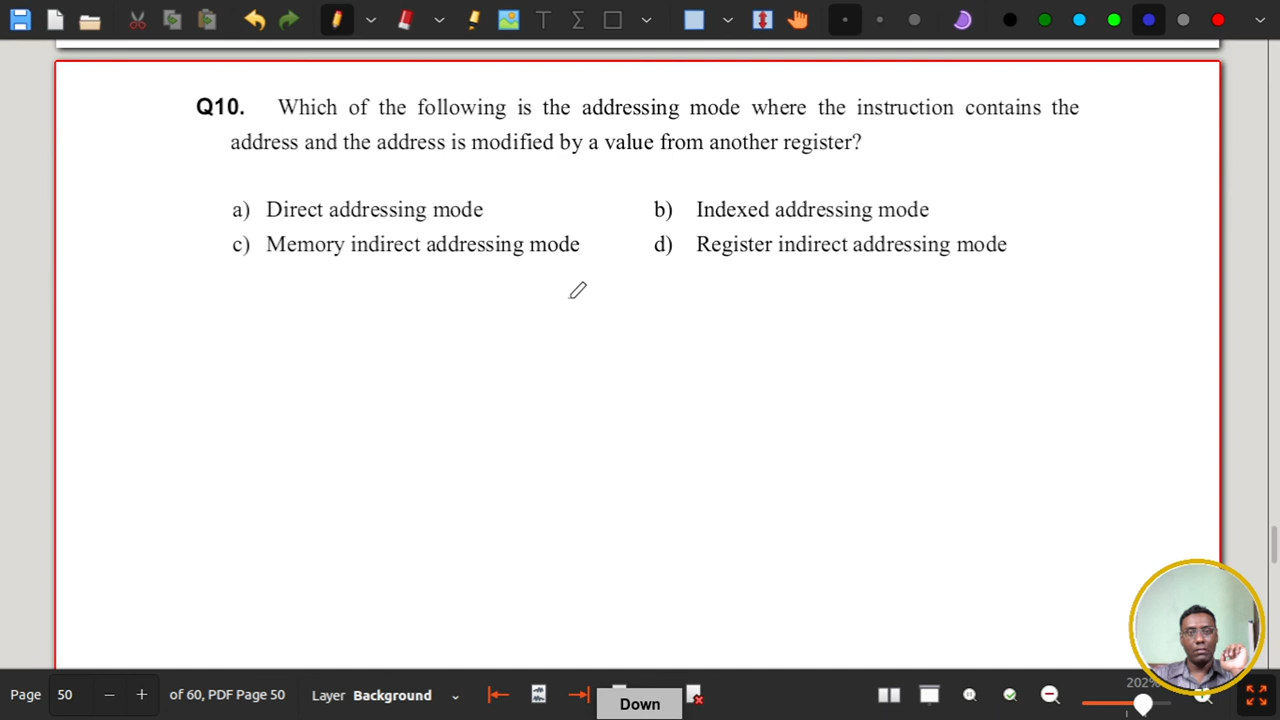 Q10. Which of the following is the addressing mode where the instruction contains the
address and the address is modified by a value from another register?
a) Direct addressing mode b) Indexed addressing mode
c) Memory indirect addressing mode d) Register indirect addressing mode
Page 50 of 60, PDF Page 50 Layer Background Down 202%